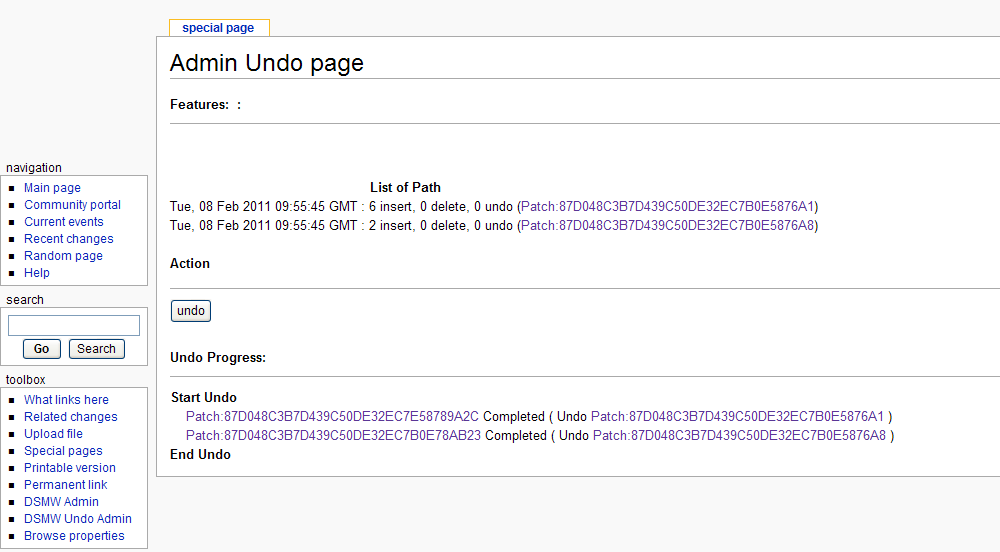 special page
Admin Undo page
Features:  :
List of Path
Tue, 08 Feb 2011 09:55:45 GMT : 6 insert, 0 delete, 0 undo (Patch:87D048C3B7D439C50DE32EC7B0E5876A1)
Tue, 08 Feb 2011 09:55:45 GMT : 2 insert, 0 delete, 0 undo (Patch:87D048C3B7D439C50DE32EC7B0E5876A8)
Action
undo
Undo Progress:
Start Undo
Patch:87D048C3B7D439C50DE32EC7E58789A2C Completed ( Undo Patch:87D048C3B7D439C50DE32EC7B0E5876A1 )
Patch:87D048C3B7D439C50DE32EC7B0E78AB23 Completed ( Undo Patch:87D048C3B7D439C50DE32EC7B0E5876A8 )
End Undo
navigation
Main page
Community portal
Current events
Recent changes
Random page
Help
search
Go Search
toolbox
What links here
Related changes
Upload file
Special pages
Printable version
Permanent link
DSMW Admin
DSMW Undo Admin
Browse properties